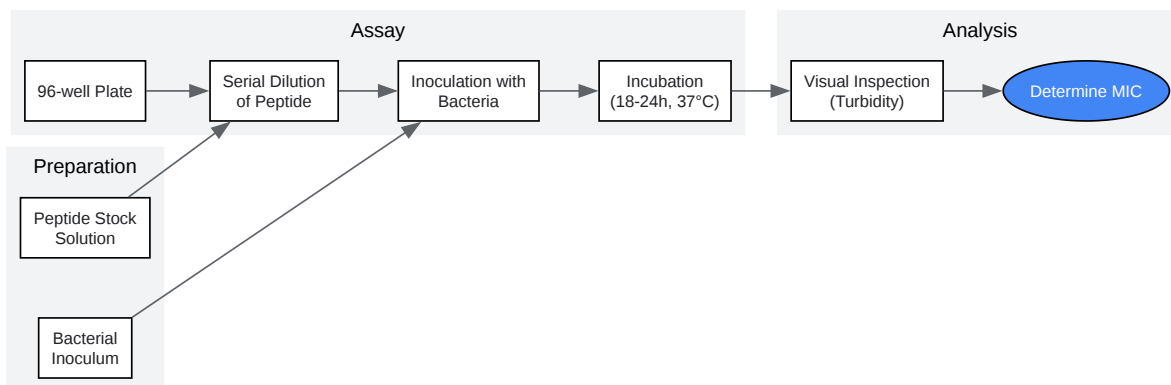 Assay
96-well Plate
Serial Dilution
of Peptide
Inoculation with
Bacteria
Incubation
(18-24h, 37°C)
Analysis
Visual Inspection
(Turbidity)
Determine MIC
Preparation
Peptide Stock
Solution
Bacterial
Inoculum